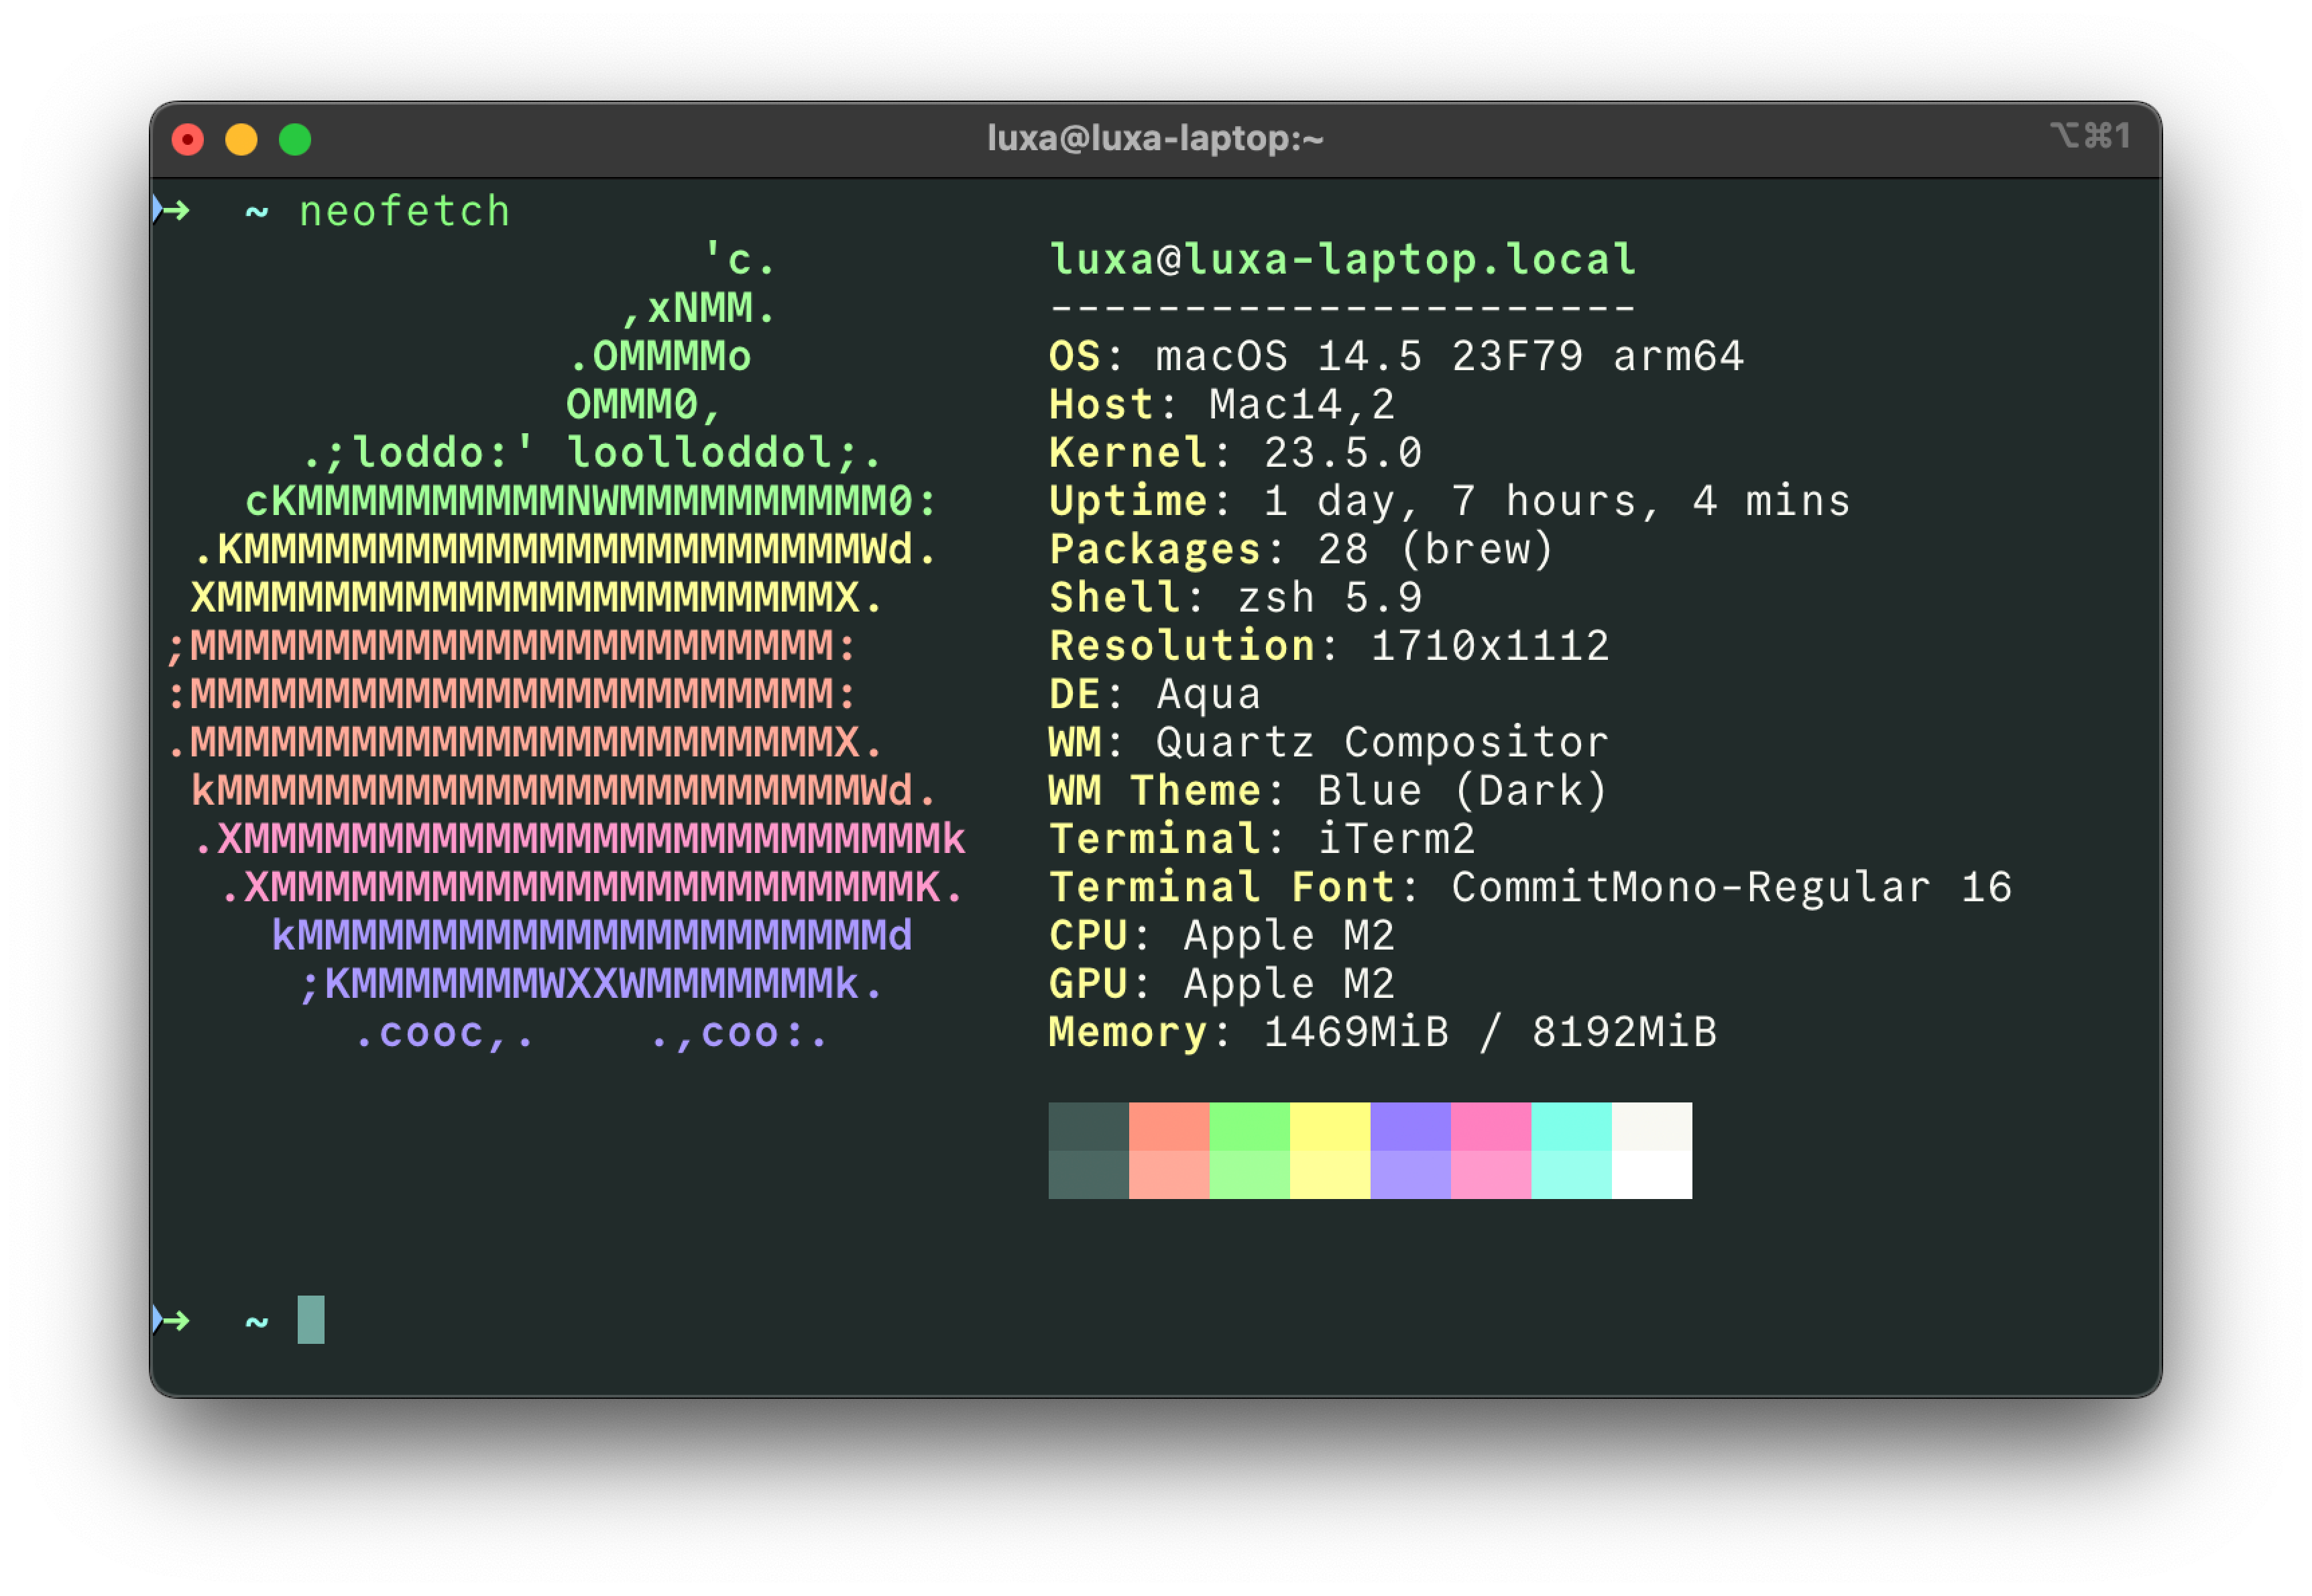 luxa@luxa-laptop:~ ⌥⌘1
→ ~ neofetch
'c. luxa@luxa-laptop.local
,xNMM. ----------------------
.OMMMMo OS: macOS 14.5 23F79 arm64
OMMM0, Host: Mac14,2
.;loddo:' loolloddol;. Kernel: 23.5.0
cKMMMMMMMMMMNWMMMMMMMMMM0: Uptime: 1 day, 7 hours, 4 mins
.KMMMMMMMMMMMMMMMMMMMMMMMWd. Packages: 28 (brew)
XMMMMMMMMMMMMMMMMMMMMMMMX. Shell: zsh 5.9
;MMMMMMMMMMMMMMMMMMMMMMMM: Resolution: 1710x1112
:MMMMMMMMMMMMMMMMMMMMMMMM: DE: Aqua
.MMMMMMMMMMMMMMMMMMMMMMMMX. WM: Quartz Compositor
kMMMMMMMMMMMMMMMMMMMMMMMMWd. WM Theme: Blue (Dark)
.XMMMMMMMMMMMMMMMMMMMMMMMMMMk Terminal: iTerm2
.XMMMMMMMMMMMMMMMMMMMMMMMMK. Terminal Font: CommitMono-Regular 16
kMMMMMMMMMMMMMMMMMMMMMMd CPU: Apple M2
;KMMMMMMMWXXWMMMMMMMk. GPU: Apple M2
.cooc,. .,coo:. Memory: 1469MiB / 8192MiB
→ ~